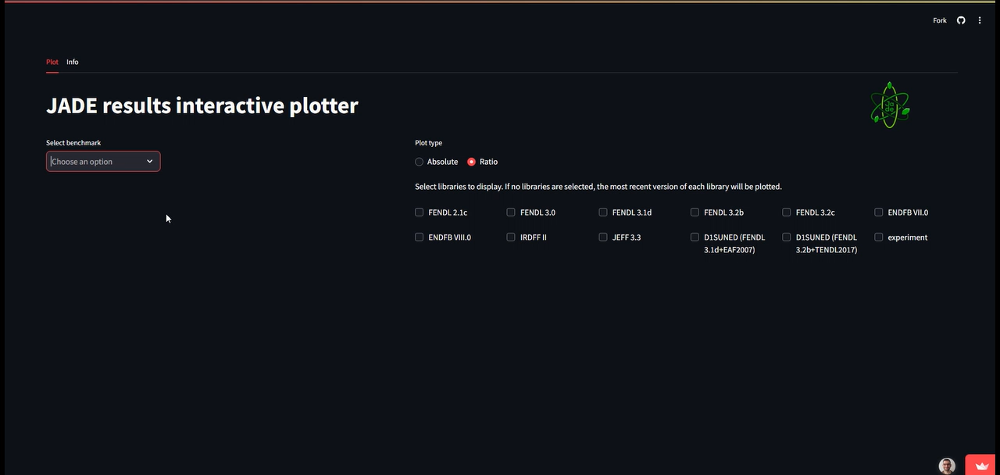 Fork
Plot Info
JADE results interactive plotter
Ja
de
Select benchmark
Choose an option
Plot type
Absolute Ratio
Select libraries to display. If no libraries are selected, the most recent version of each library will be plotted.
FENDL 2.1c FENDL 3.0 FENDL 3.1d FENDL 3.2b FENDL 3.2c ENDFB VII.0
ENDFB VIII.0 IRDFF II JEFF 3.3 D1SUNED (FENDL D1SUNED (FENDL experiment
3.1d+EAF2007) 3.2b+TENDL2017)